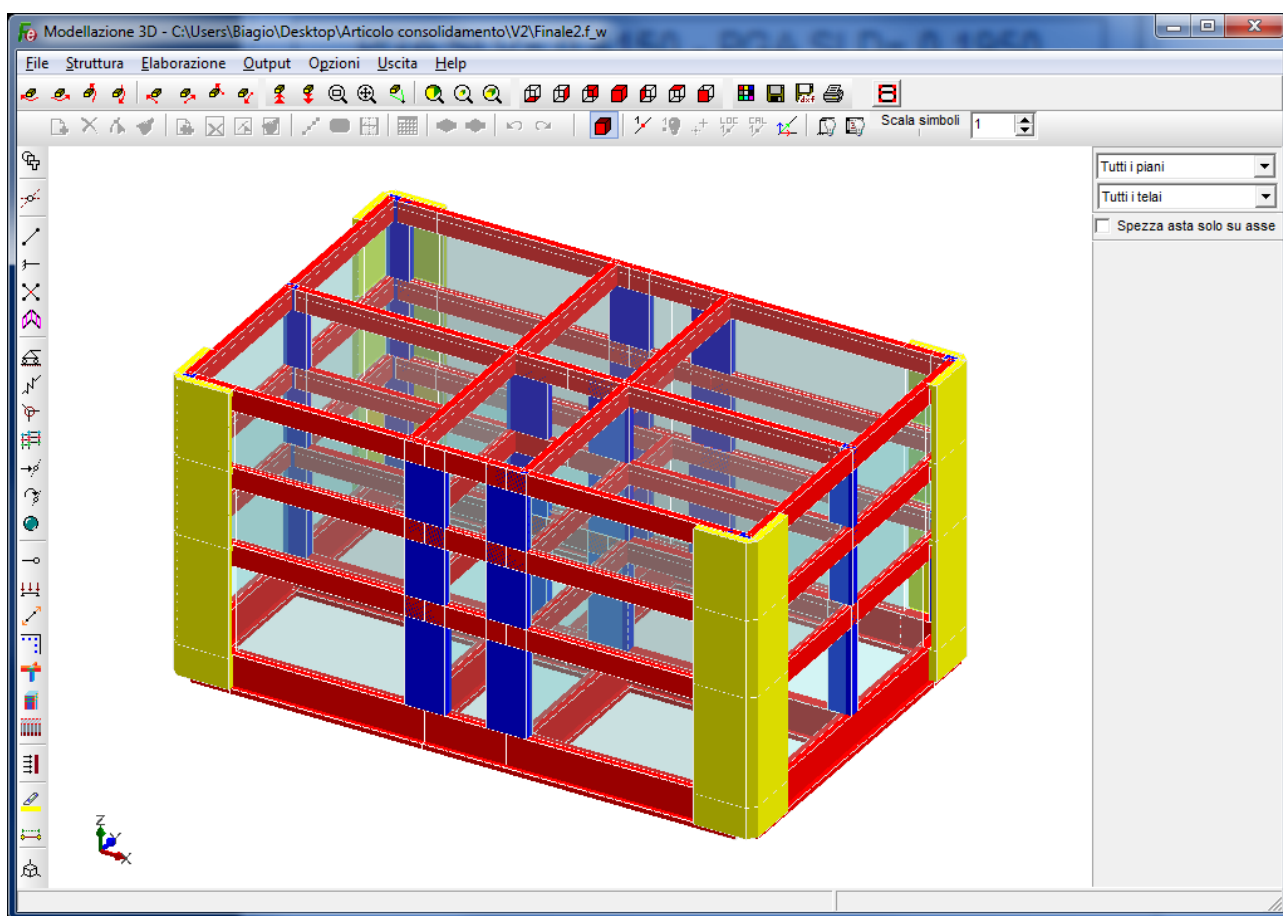 Modellazione 3D - C:\Users\Biagio\Desktop\Articolo consolidamento\V2\Finale2.f_w
File Struttura Elaborazione Output Opzioni Uscita Help
Scala simboli 1
Tutti i piani
Tutti i telai
Spezza asta solo su asse
Z
Y
X